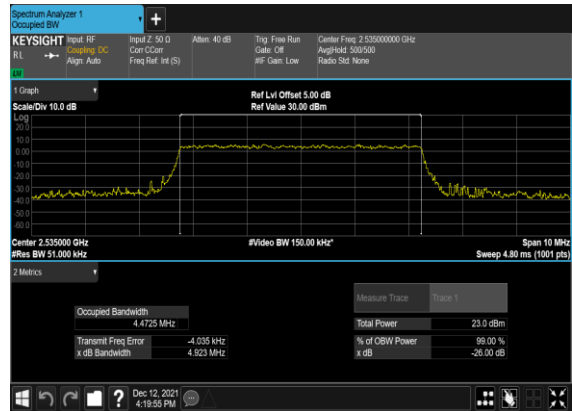 Spectrum Analyzer 1
Occupied BW
+
KEYSIGHT
RL
Input: RF
Coupling: DC
Align: Auto
Input Z: 50 Ω
Corr CCorr
Freq Ref: Int (S)
Atten: 40 dB
Trig: Free Run
Gate: Off
#IF Gain: Low
Center Freq: 2.535000000 GHz
Avg|Hold: 500/500
Radio Std: None
1 Graph
Scale/Div 10.0 dB
Ref Lvl Offset 5.00 dB
Ref Value 30.00 dBm
Log
20.0
10.0
0.00
-10.0
-20.0
-30.0
-40.0
-50.0
-60.0
Center 2.535000 GHz
#Res BW 51.000 kHz
#Video BW 150.00 kHz*
Span 10 MHz
Sweep 4.80 ms (1001 pts)
2 Metrics
Measure Trace
Trace 1
Occupied Bandwidth
4.4725 MHz
Total Power
23.0 dBm
Transmit Freq Error
-4.035 kHz
% of OBW Power
99.00 %
x dB Bandwidth
4.923 MHz
x dB
-26.00 dB
?
Dec 12, 2021
4:19:55 PM